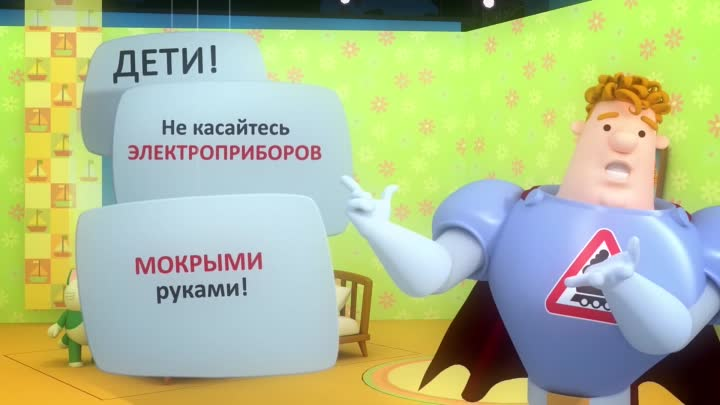 ДЕТИ!
Не касайтесь
ЭЛЕКТРОПРИБОРОВ
МОКРЫМИ
руками!